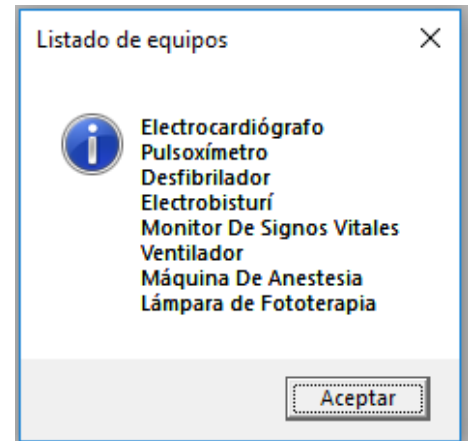 Listado de equipos
Electrocardiógrafo
Pulsoxímetro
Desfibrilador
Electrobisturí
Monitor De Signos Vitales
Ventilador
Máquina De Anestesia
Lámpara de Fototerapia
Aceptar